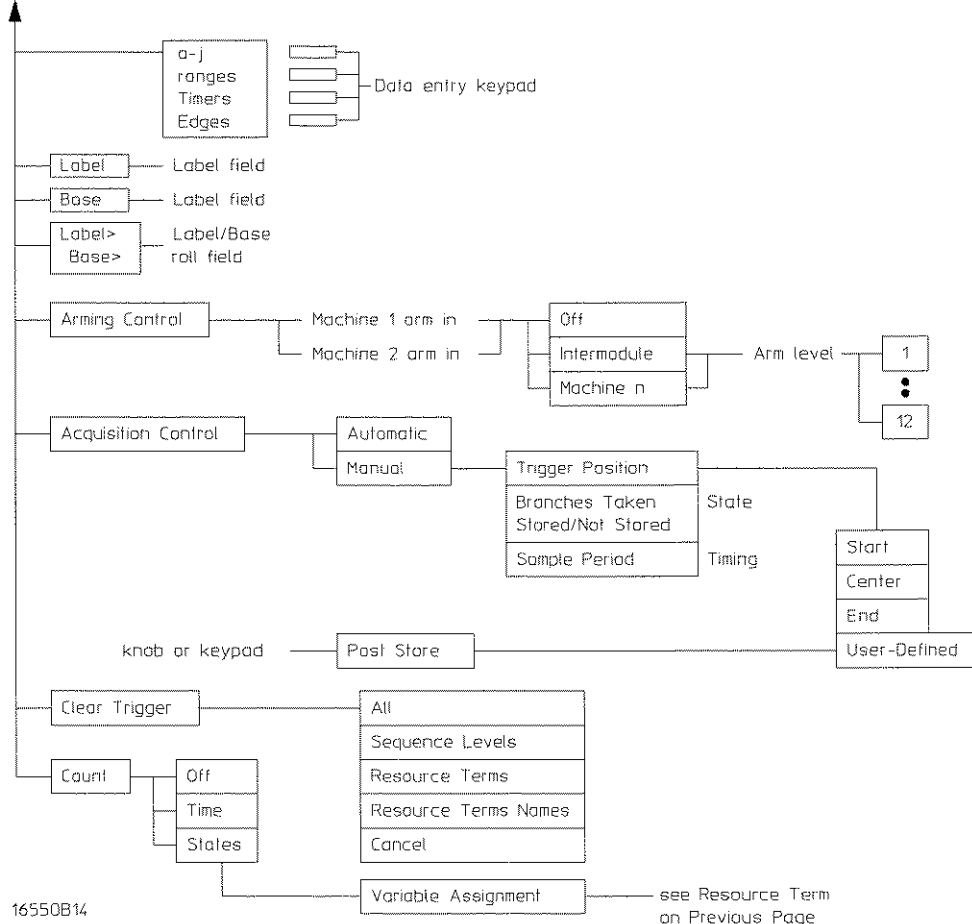 a-j
ranges
Timers
Edges
Data entry keypad
Label Label field
Base Label field
Label> Label/Base
Base> roll field
Arming Control Machine 1 arm in Off
Machine 2 arm in Intermodule Arm level 1
Machine n
12
Acquisition Control Automatic
Manual Trigger Position
Branches Taken State
Stored/Not Stored
Sample Period Timing
Start
Center
End
knob or keypad Post Store User-Defined
Clear Trigger All
Sequence Levels
Count Off Resource Terms
Time Resource Terms Names
States Cancel
Variable Assignment see Resource Term
on Previous Page
16550B14